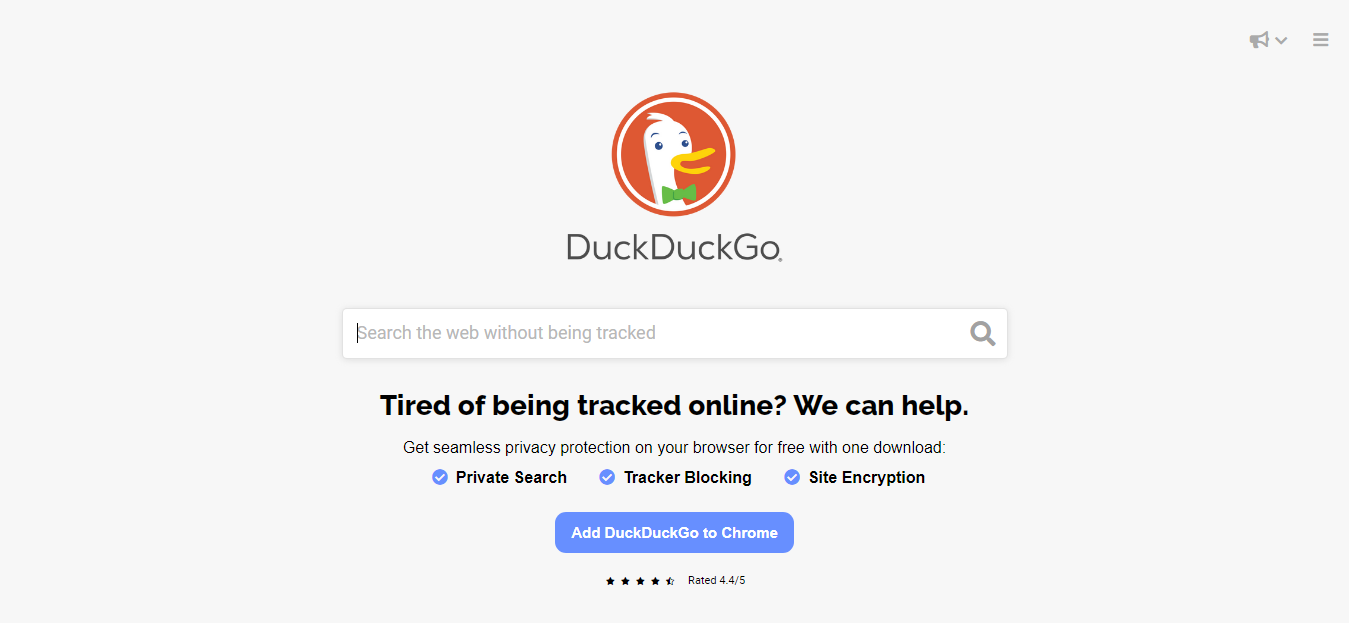 DuckDuckGo®
Search the web without being tracked
Tired of being tracked online? We can help.
Get seamless privacy protection on your browser for free with one download:
Private Search Tracker Blocking Site Encryption
Add DuckDuckGo to Chrome
Rated 4.4/5